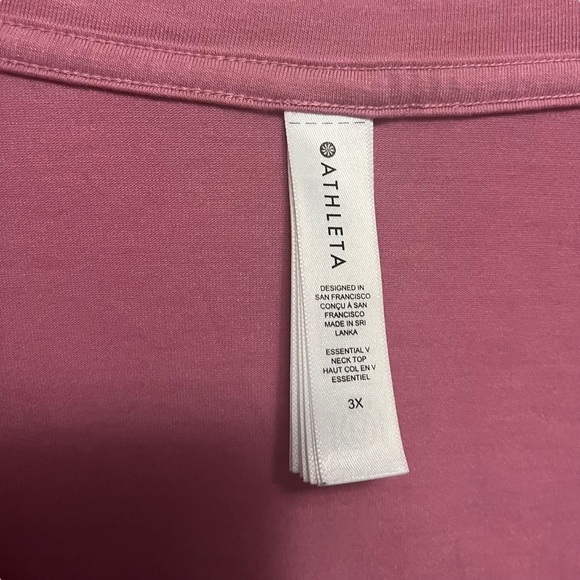 ATHLETA
DESIGNED IN
SAN FRANCISCO
CONÇU À SAN
FRANCISCO
MADE IN SRI
LANKA
ESSENTIAL V
NECK TOP
HAUT COL EN V
ESSENTIEL
3X